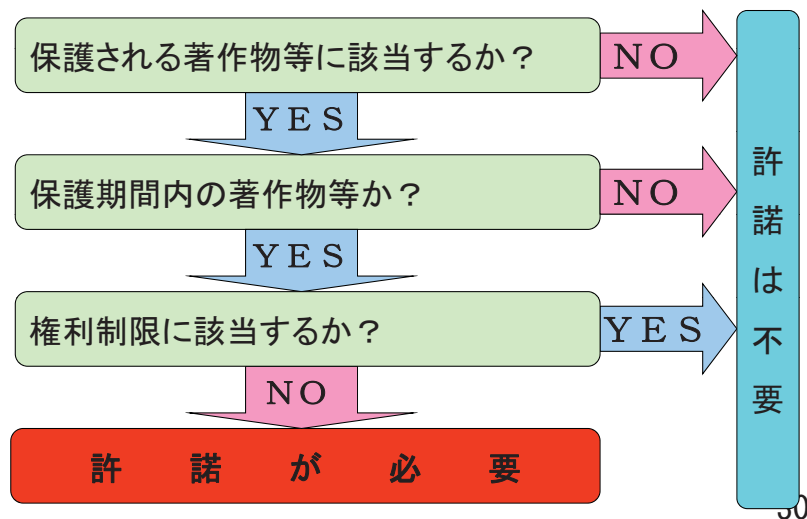 保護される著作物等に該当するか？
NO
YES
保護期間内の著作物等か？
NO
YES
権利制限に該当するか？
YES
NO
許諾が必要
許諾は不要